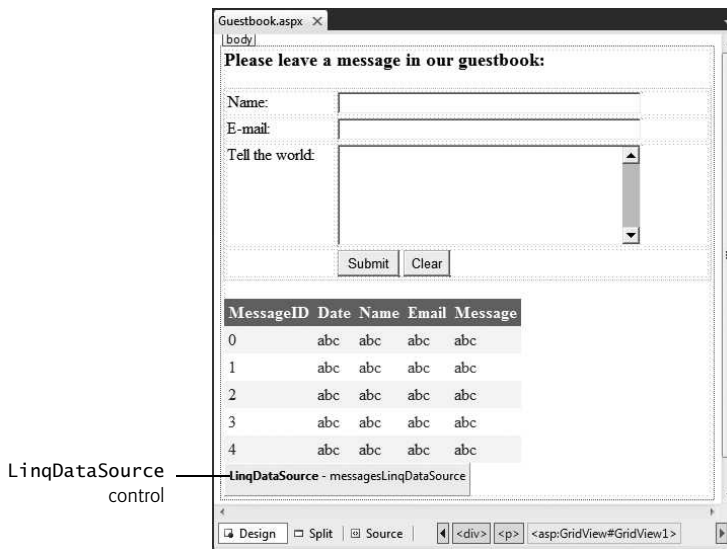 Guestbook.aspx
body
Please leave a message in our guestbook:
Name:
E-mail:
Tell the world:
Submit Clear
MessageID Date Name Email Message
0 abc abc abc abc
1 abc abc abc abc
2 abc abc abc abc
3 abc abc abc abc
4 abc abc abc abc
LinqDataSource - messagesLinqDataSource
LinqDataSource
control
Design Split Source <div> <p> <asp:GridView#GridView1>